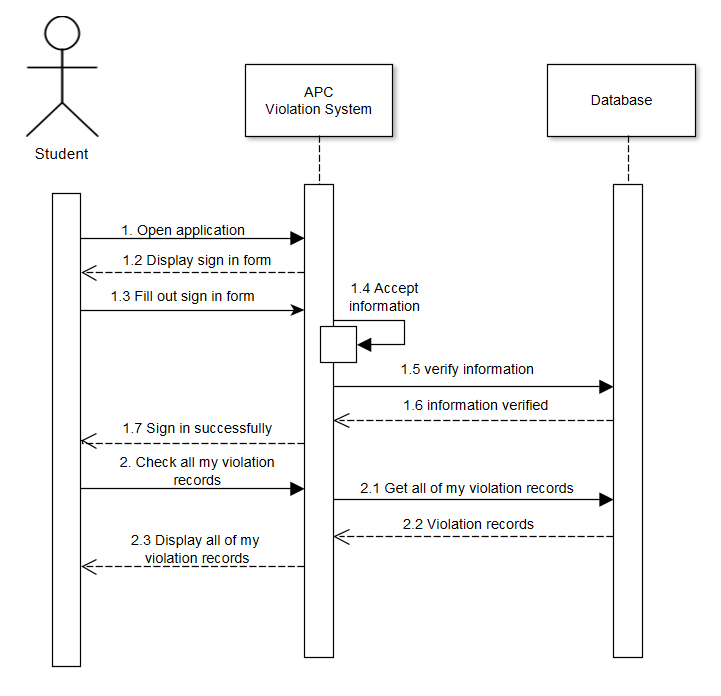 APC
Violation System
Database
Student
1. Open application
1.2 Display sign in form
1.3 Fill out sign in form
1.4 Accept
information
1.5 verify information
1.6 information verified
1.7 Sign in successfully
2. Check all my violation
records
2.1 Get all of my violation records
2.2 Violation records
2.3 Display all of my
violation records